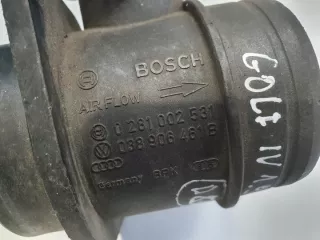 BOSCH
AIR FLOW
0 281 002 531
038 906 461 B
Germany
GOLF IV